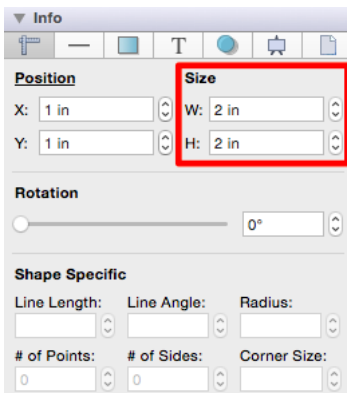 Info
T
Position Size
X: 1 in W: 2 in
Y: 1 in H: 2 in
Rotation
0°
Shape Specific
Line Length: Line Angle: Radius:
# of Points: # of Sides: Corner Size:
0 0